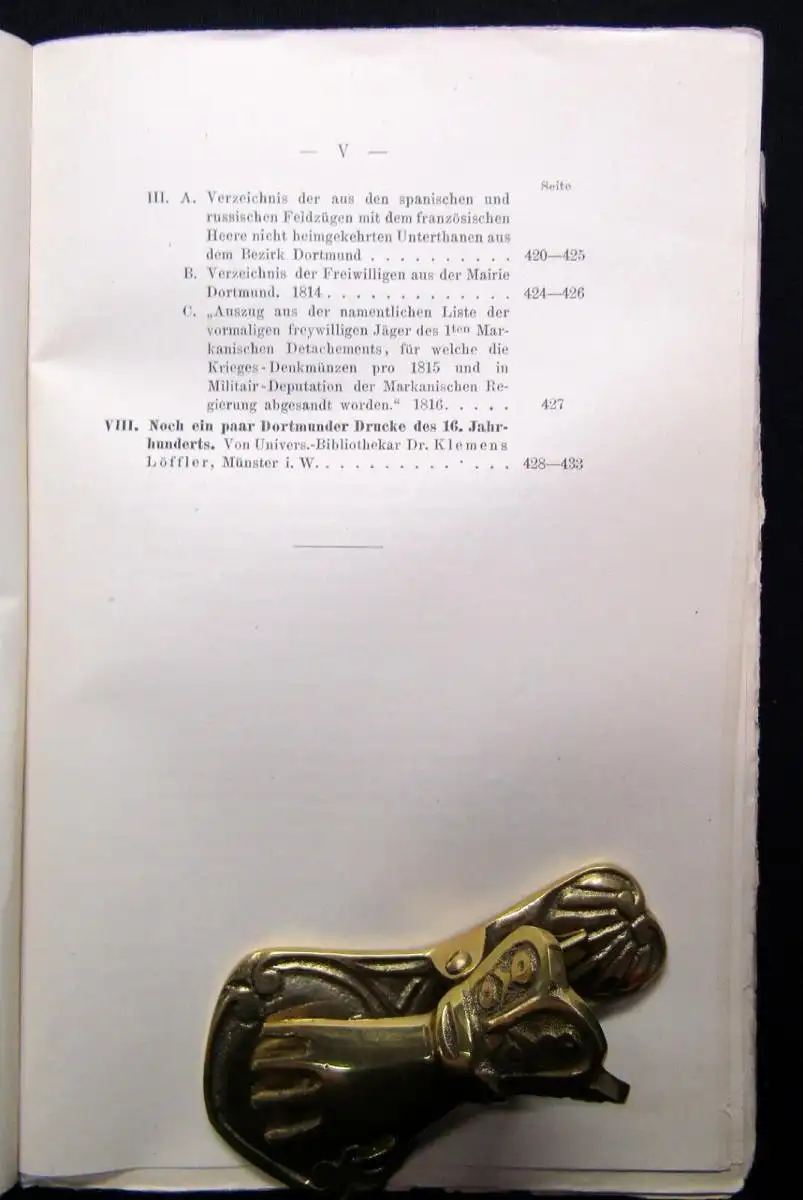 — V —
Seite
III. A. Verzeichnis der aus den spanischen und
russischen Feldzügen mit dem französischen
Heere nicht heimgekehrten Unterthanen aus
dem Bezirk Dortmund . . . . . . . . . . 420—425
B. Verzeichnis der Freiwilligen aus der Mairie
Dortmund. 1814 . . . . . . . . . . . . . 424—426
C. „Auszug aus der namentlichen Liste der
vormaligen freywilligen Jäger des 1ten Mar-
kanischen Detachements, für welche die
Krieges-Denkmünzen pro 1815 und in
Militair-Deputation der Markanischen Re-
gierung abgesandt worden.“ 1816. . . . . 427
VIII. Noch ein paar Dortmunder Drucke des 16. Jahr-
hunderts. Von Univers.-Bibliothekar Dr. Klemens
Löffler, Münster i. W. . . . . . . . . . . . . 428—433